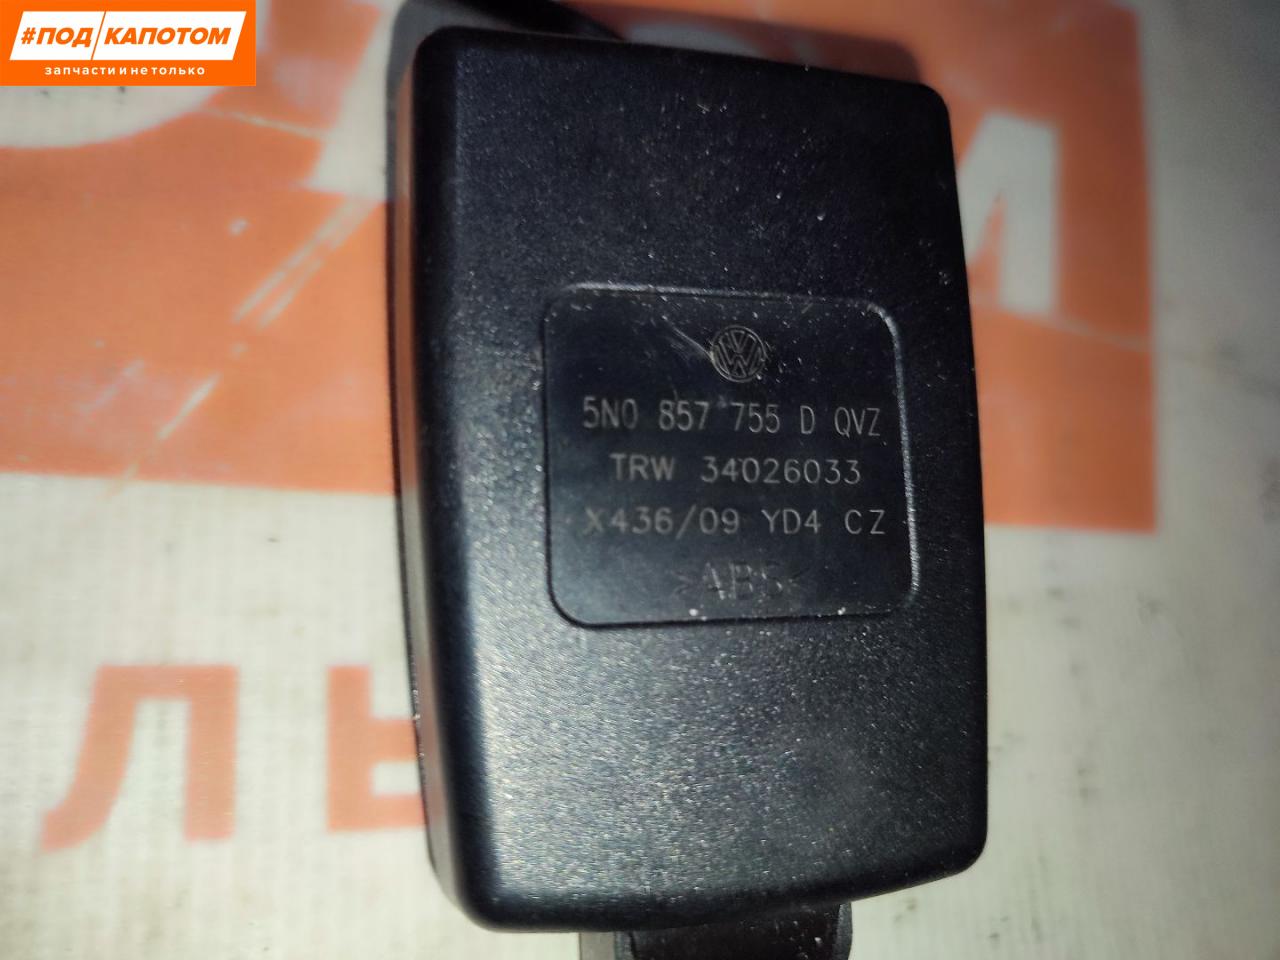 #ПОД КАПОТОМ
запчасти и не только
5N0 857 755 D QVZ
TRW 34026033
X436/09 YD4 CZ
>ABS<